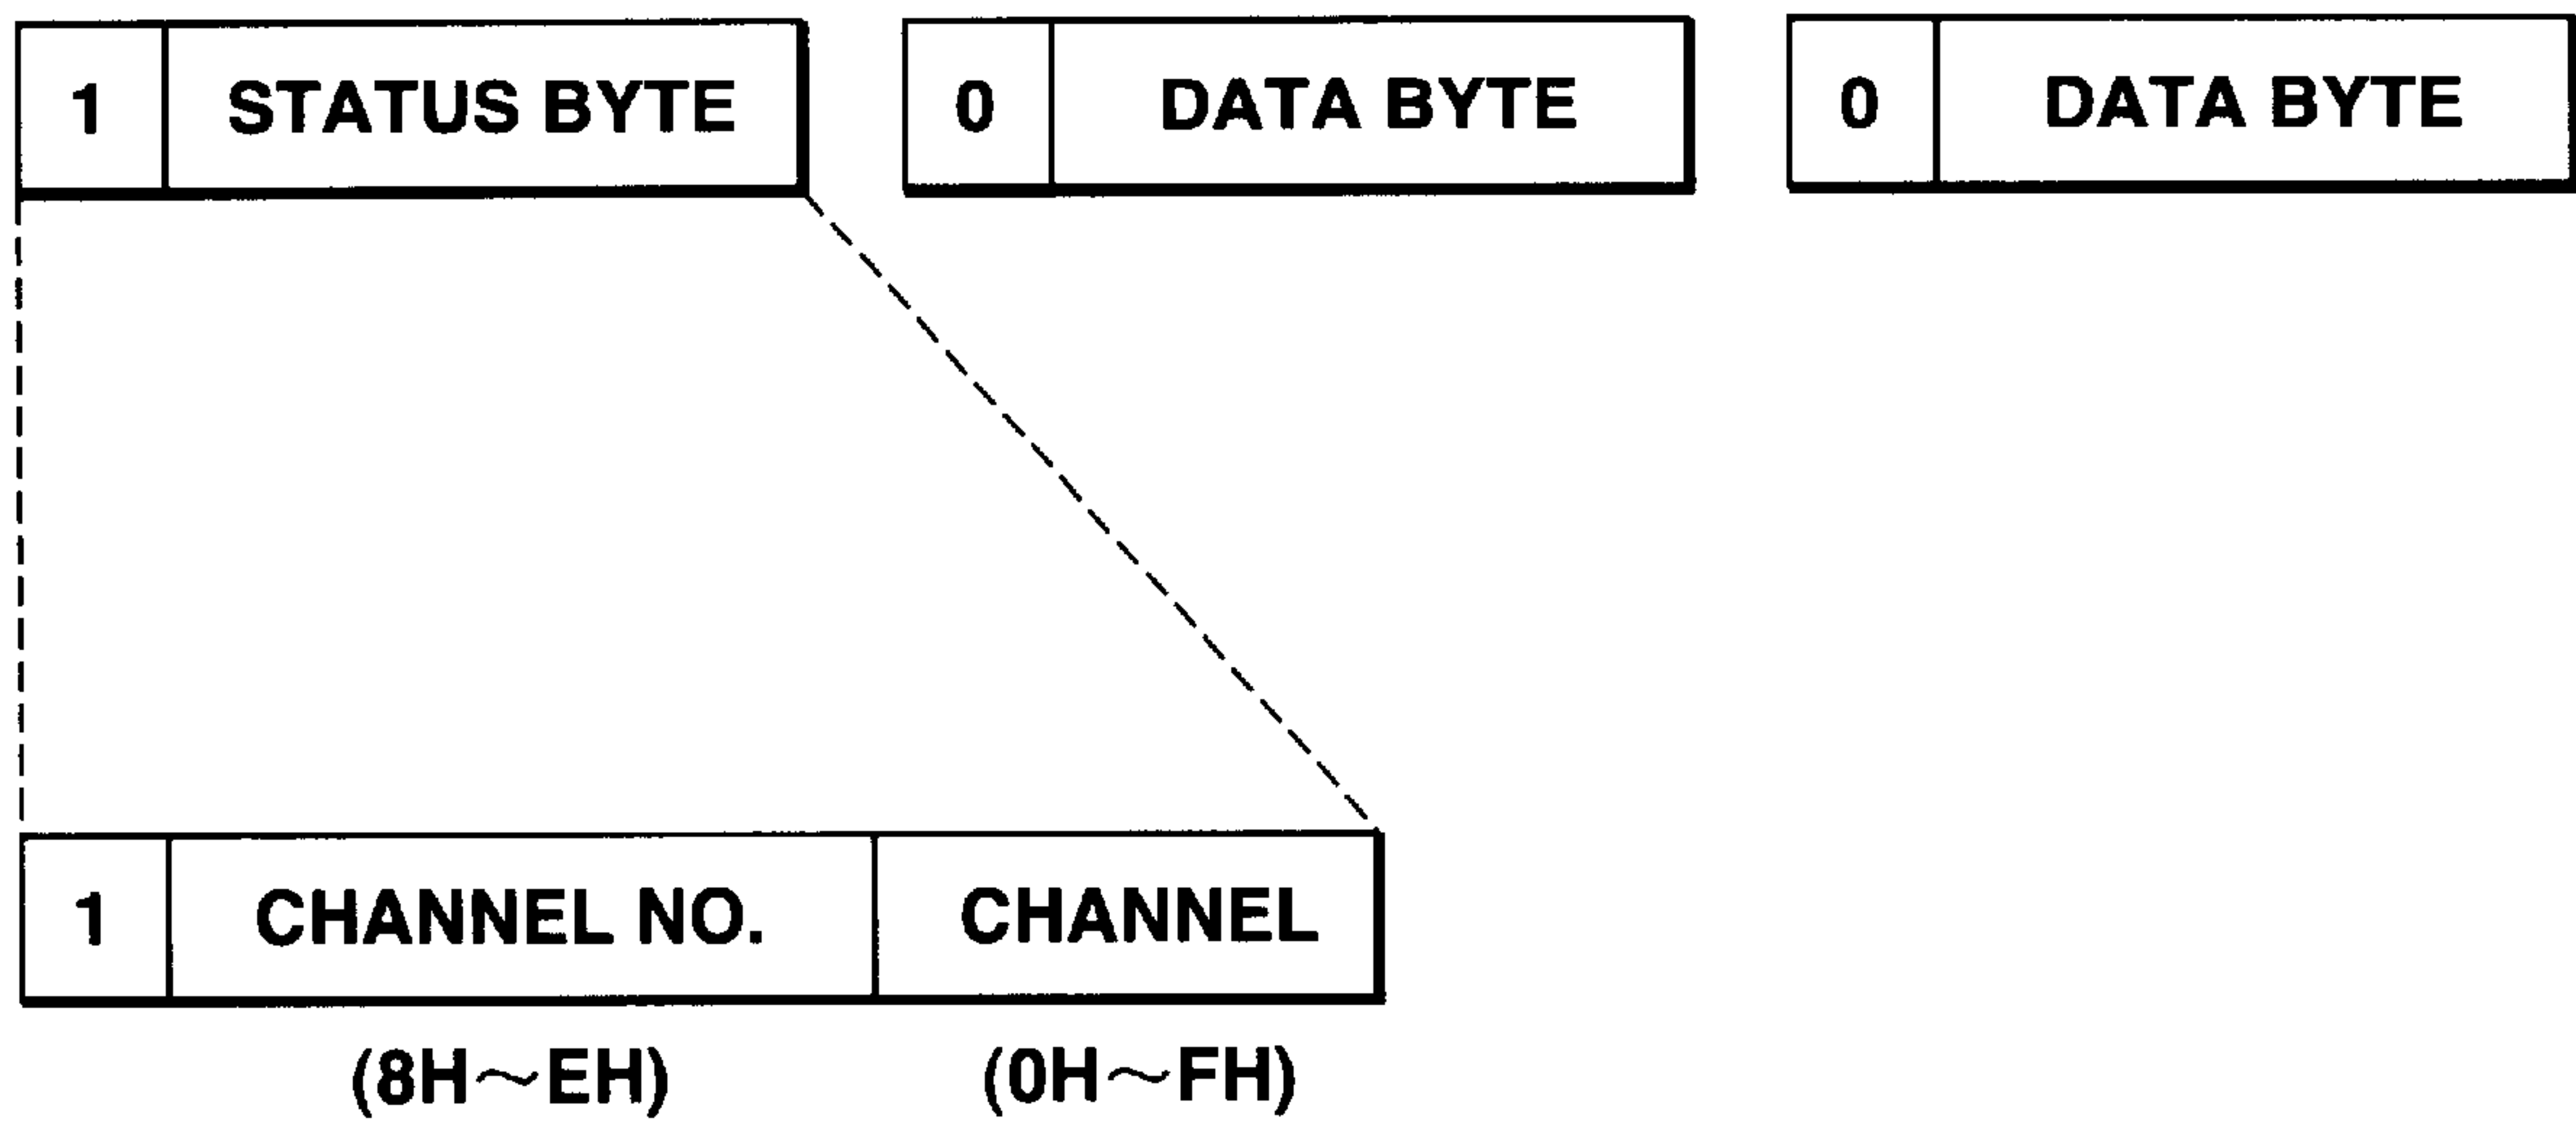 1 STATUS BYTE 0 DATA BYTE 0 DATA BYTE
1 CHANNEL NO. CHANNEL
(8H～EH) (0H～FH)